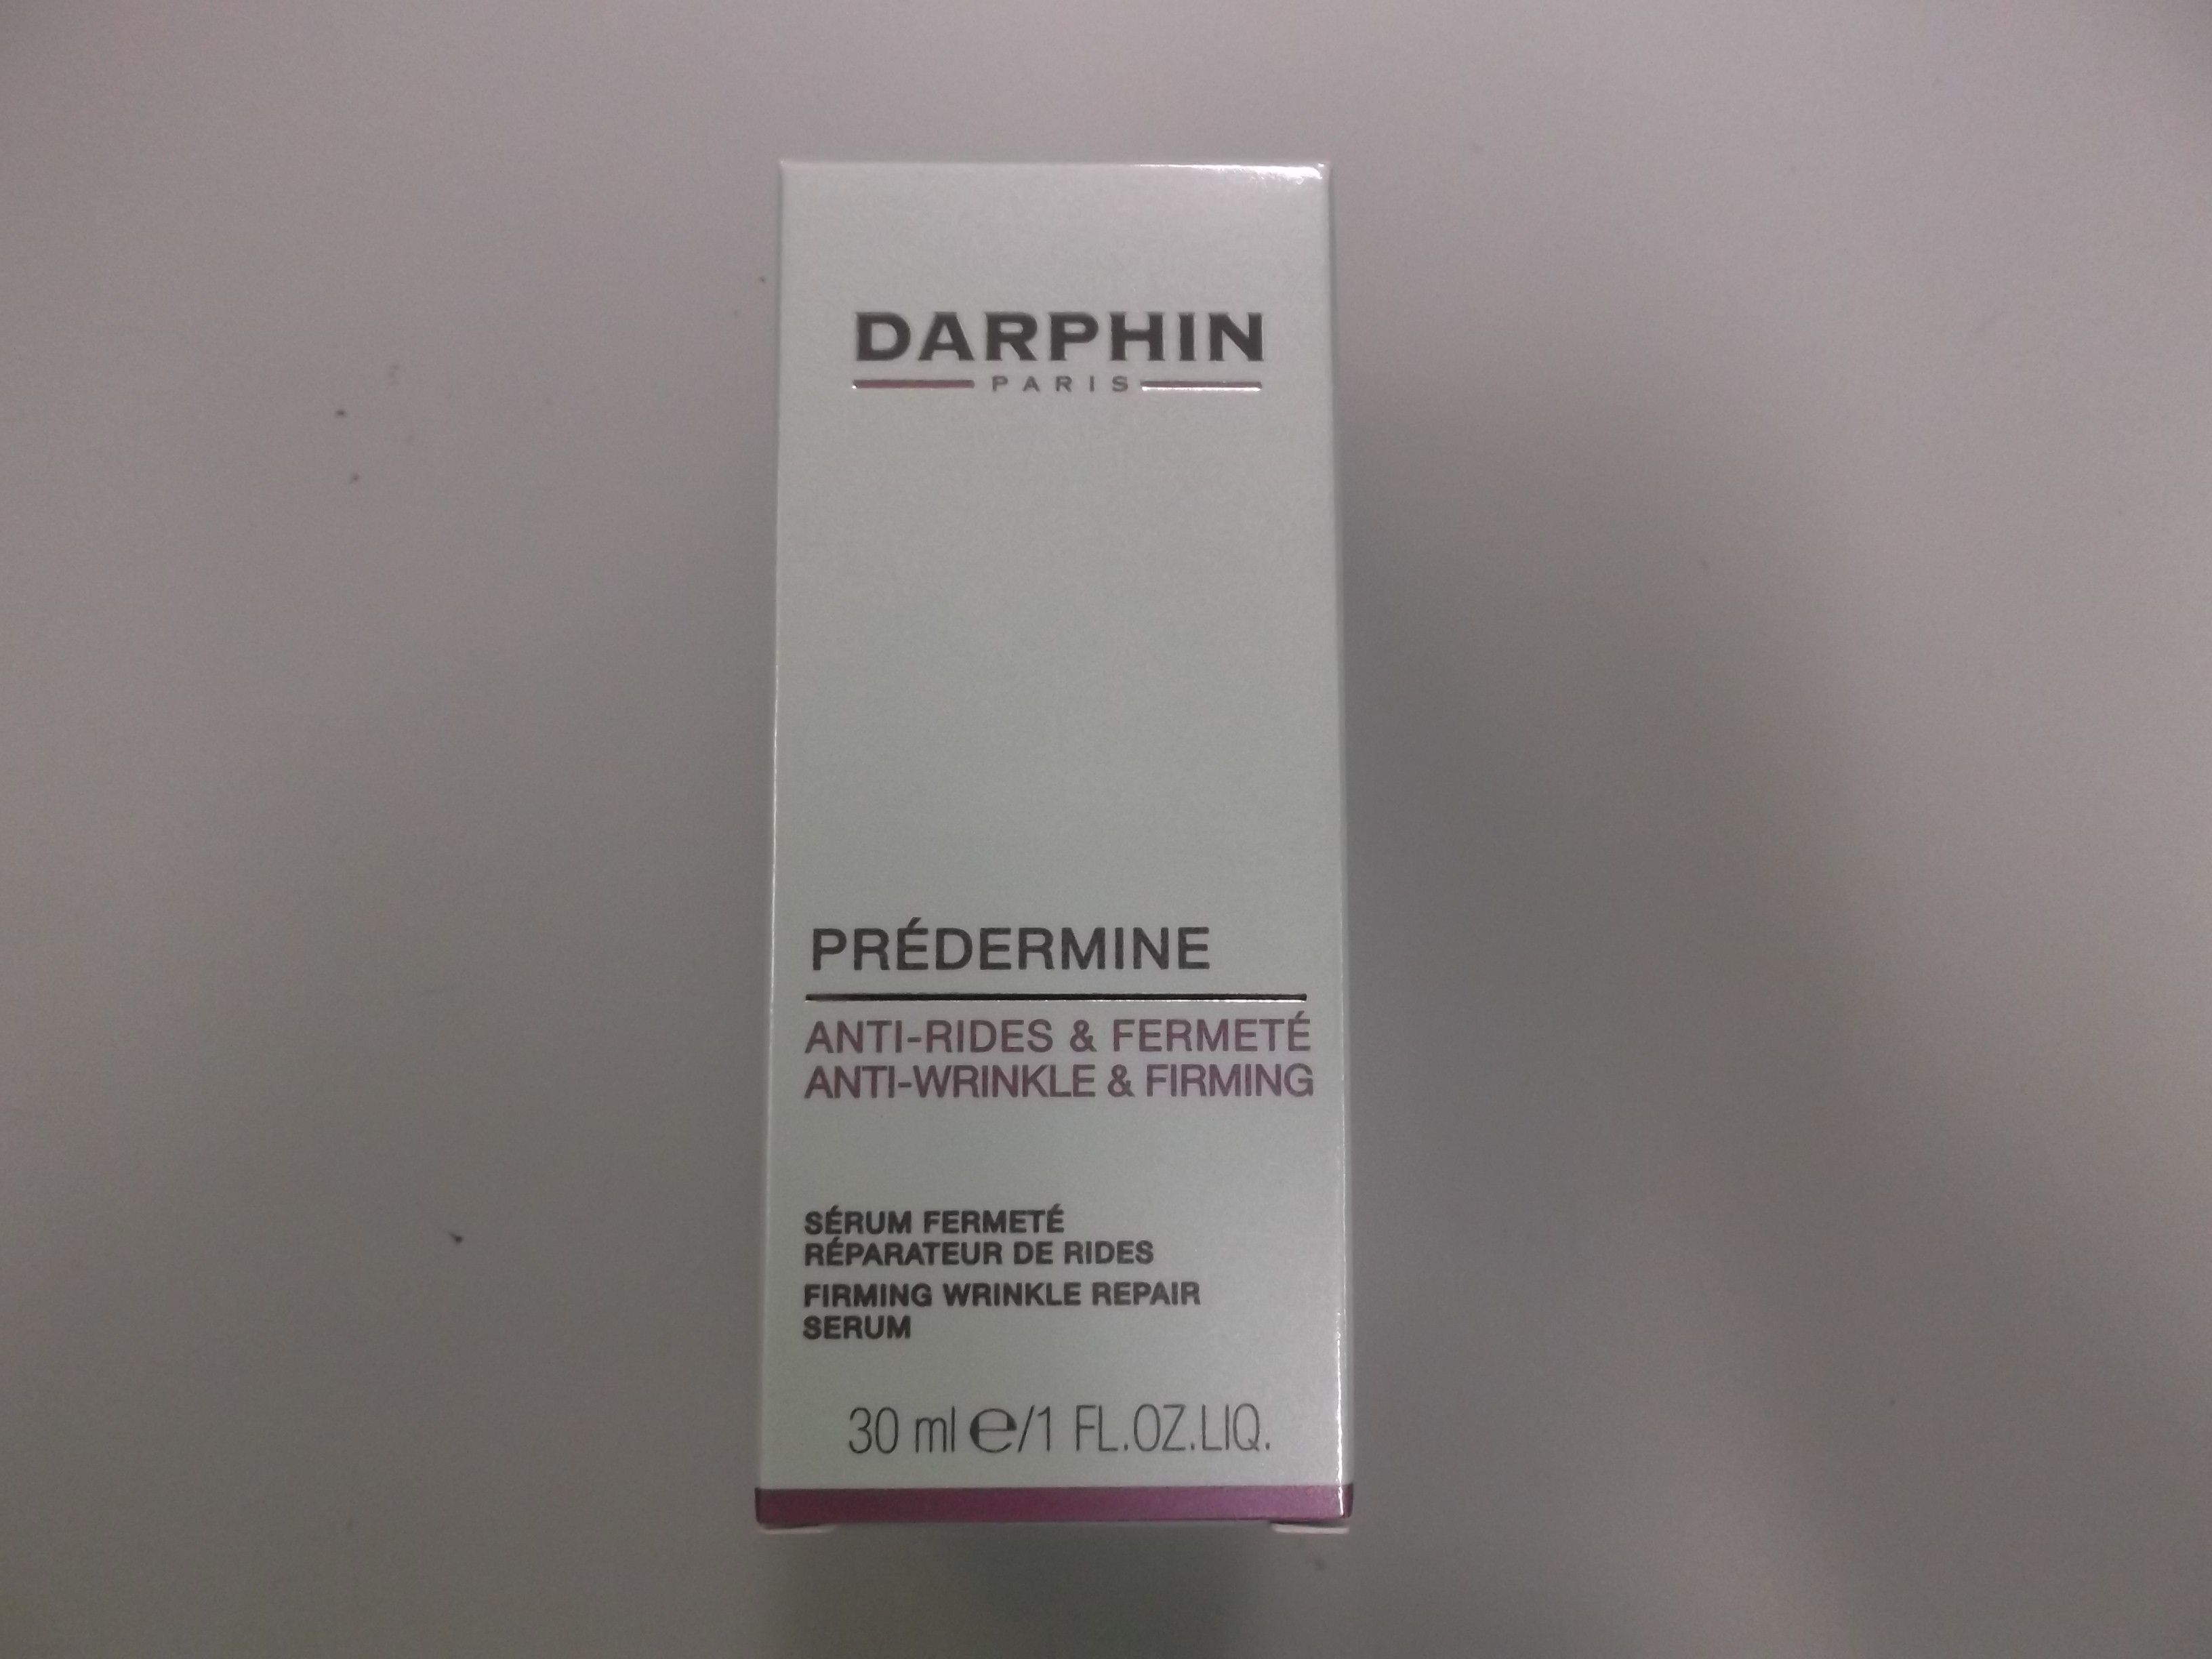 DARPHIN
PARIS
PRÉDERMINE
ANTI-RIDES & FERMETÉ
ANTI-WRINKLE & FIRMING
SÉRUM FERMETÉ
RÉPARATEUR DE RIDES
FIRMING WRINKLE REPAIR
SERUM
30 ml ℮/1 FL.OZ.LIQ.